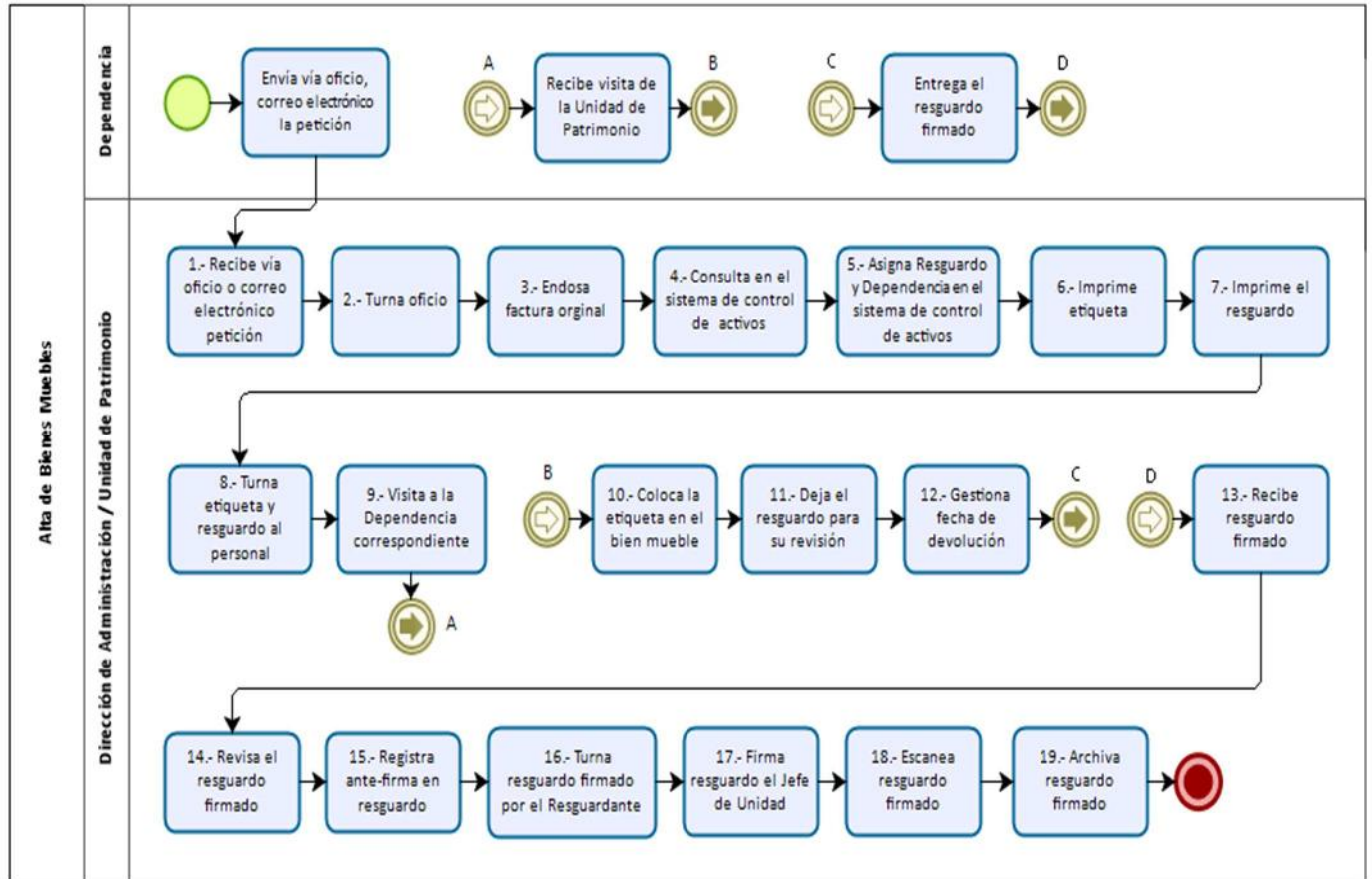 Alta de Bienes Muebles
Dependencia
Envía vía oficio,
correo electrónico
la petición
A
Recibe visita de
la Unidad de
Patrimonio
B
C
Entrega el
resguardo
firmado
D
Dirección de Administración / Unidad de Patrimonio
1.- Recibe vía
oficio o correo
electrónico
petición
2.- Turna oficio
3.- Endosa
factura orginal
4.- Consulta en el
sistema de control
de activos
5.- Asigna Resguardo
y Dependencia en el
sistema de control
de activos
6.- Imprime
etiqueta
7.- Imprime el
resguardo
8.- Turna
etiqueta y
resguardo al
personal
9.- Visita a la
Dependencia
correspondiente
A
B
10.- Coloca la
etiqueta en el
bien mueble
11.- Deja el
resguardo para
su revisión
12.- Gestiona
fecha de
devolución
C
D
13.- Recibe
resguardo
firmado
14.- Revisa el
resguardo
firmado
15.- Registra
ante-firma en
resguardo
16.- Turna
resguardo firmado
por el Resguardante
17.- Firma
resguardo el Jefe
de Unidad
18.- Escanea
resguardo
firmado
19.- Archiva
resguardo
firmado